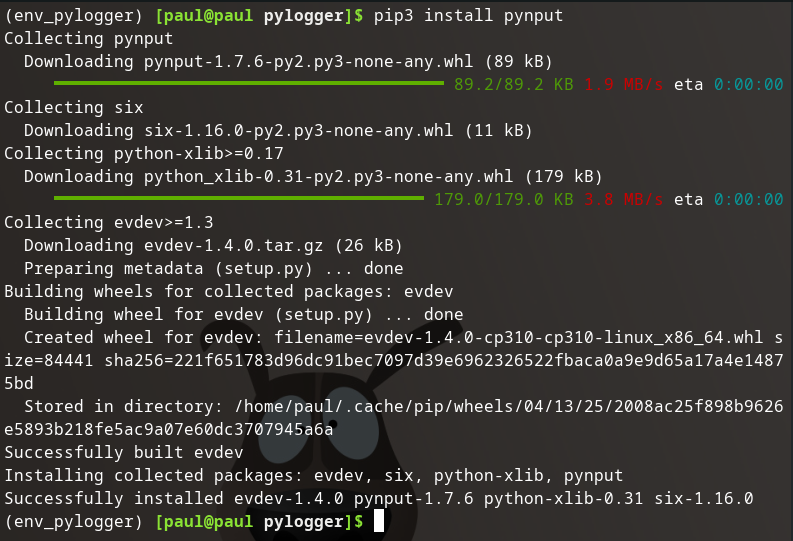 (env_pylogger) [paul@paul pylogger]$ pip3 install pynput
Collecting pynput
  Downloading pynput-1.7.6-py2.py3-none-any.whl (89 kB)
89.2/89.2 KB 1.9 MB/s eta 0:00:00
Collecting six
  Downloading six-1.16.0-py2.py3-none-any.whl (11 kB)
Collecting python-xlib>=0.17
  Downloading python_xlib-0.31-py2.py3-none-any.whl (179 kB)
179.0/179.0 KB 3.8 MB/s eta 0:00:00
Collecting evdev>=1.3
  Downloading evdev-1.4.0.tar.gz (26 kB)
  Preparing metadata (setup.py) ... done
Building wheels for collected packages: evdev
  Building wheel for evdev (setup.py) ... done
  Created wheel for evdev: filename=evdev-1.4.0-cp310-cp310-linux_x86_64.whl s
ize=84441 sha256=221f651783d96dc91bec7097d39e6962326522fbaca0a9e9d65a17a4e1487
5bd
  Stored in directory: /home/paul/.cache/pip/wheels/04/13/25/2008ac25f898b9626
e5893b218fe5ac9a07e60dc3707945a6a
Successfully built evdev
Installing collected packages: evdev, six, python-xlib, pynput
Successfully installed evdev-1.4.0 pynput-1.7.6 python-xlib-0.31 six-1.16.0
(env_pylogger) [paul@paul pylogger]$